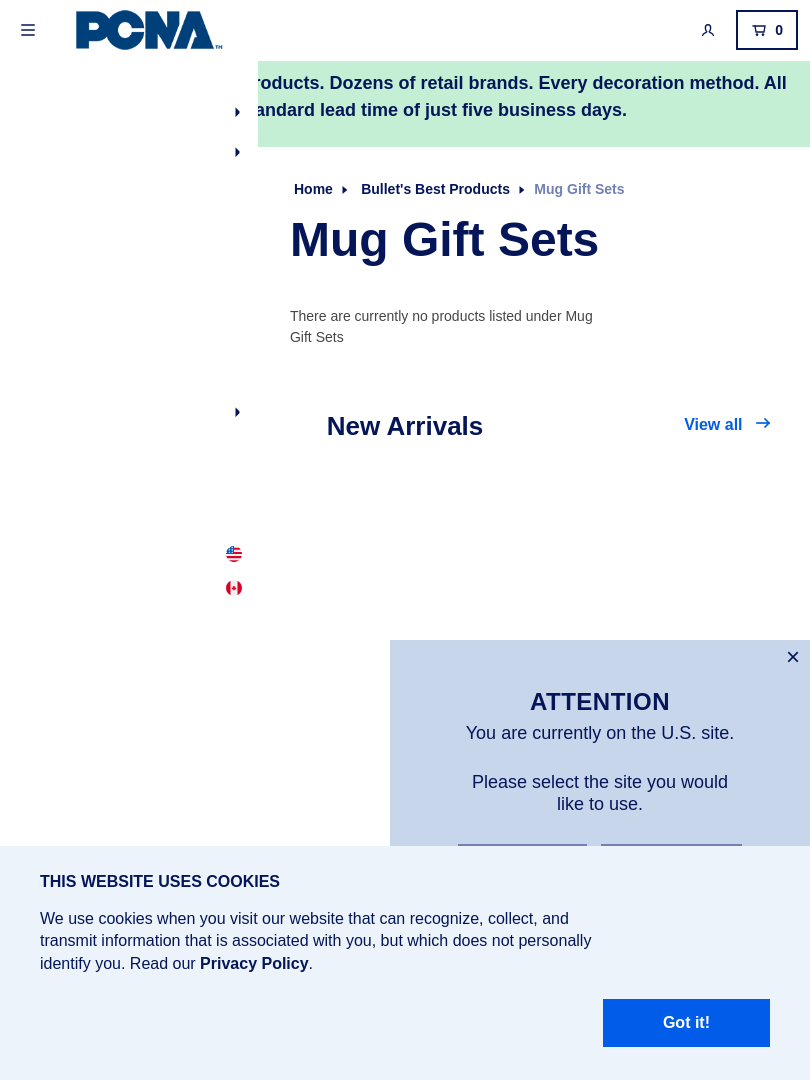 PCNA™
0
roducts. Dozens of retail brands. Every decoration method. All
andard lead time of just five business days.
Home Bullet's Best Products Mug Gift Sets
Mug Gift Sets
There are currently no products listed under Mug
Gift Sets
New Arrivals
View all
ATTENTION
You are currently on the U.S. site.
Please select the site you would
like to use.
THIS WEBSITE USES COOKIES
We use cookies when you visit our website that can recognize, collect, and
transmit information that is associated with you, but which does not personally
identify you. Read our Privacy Policy.
Got it!